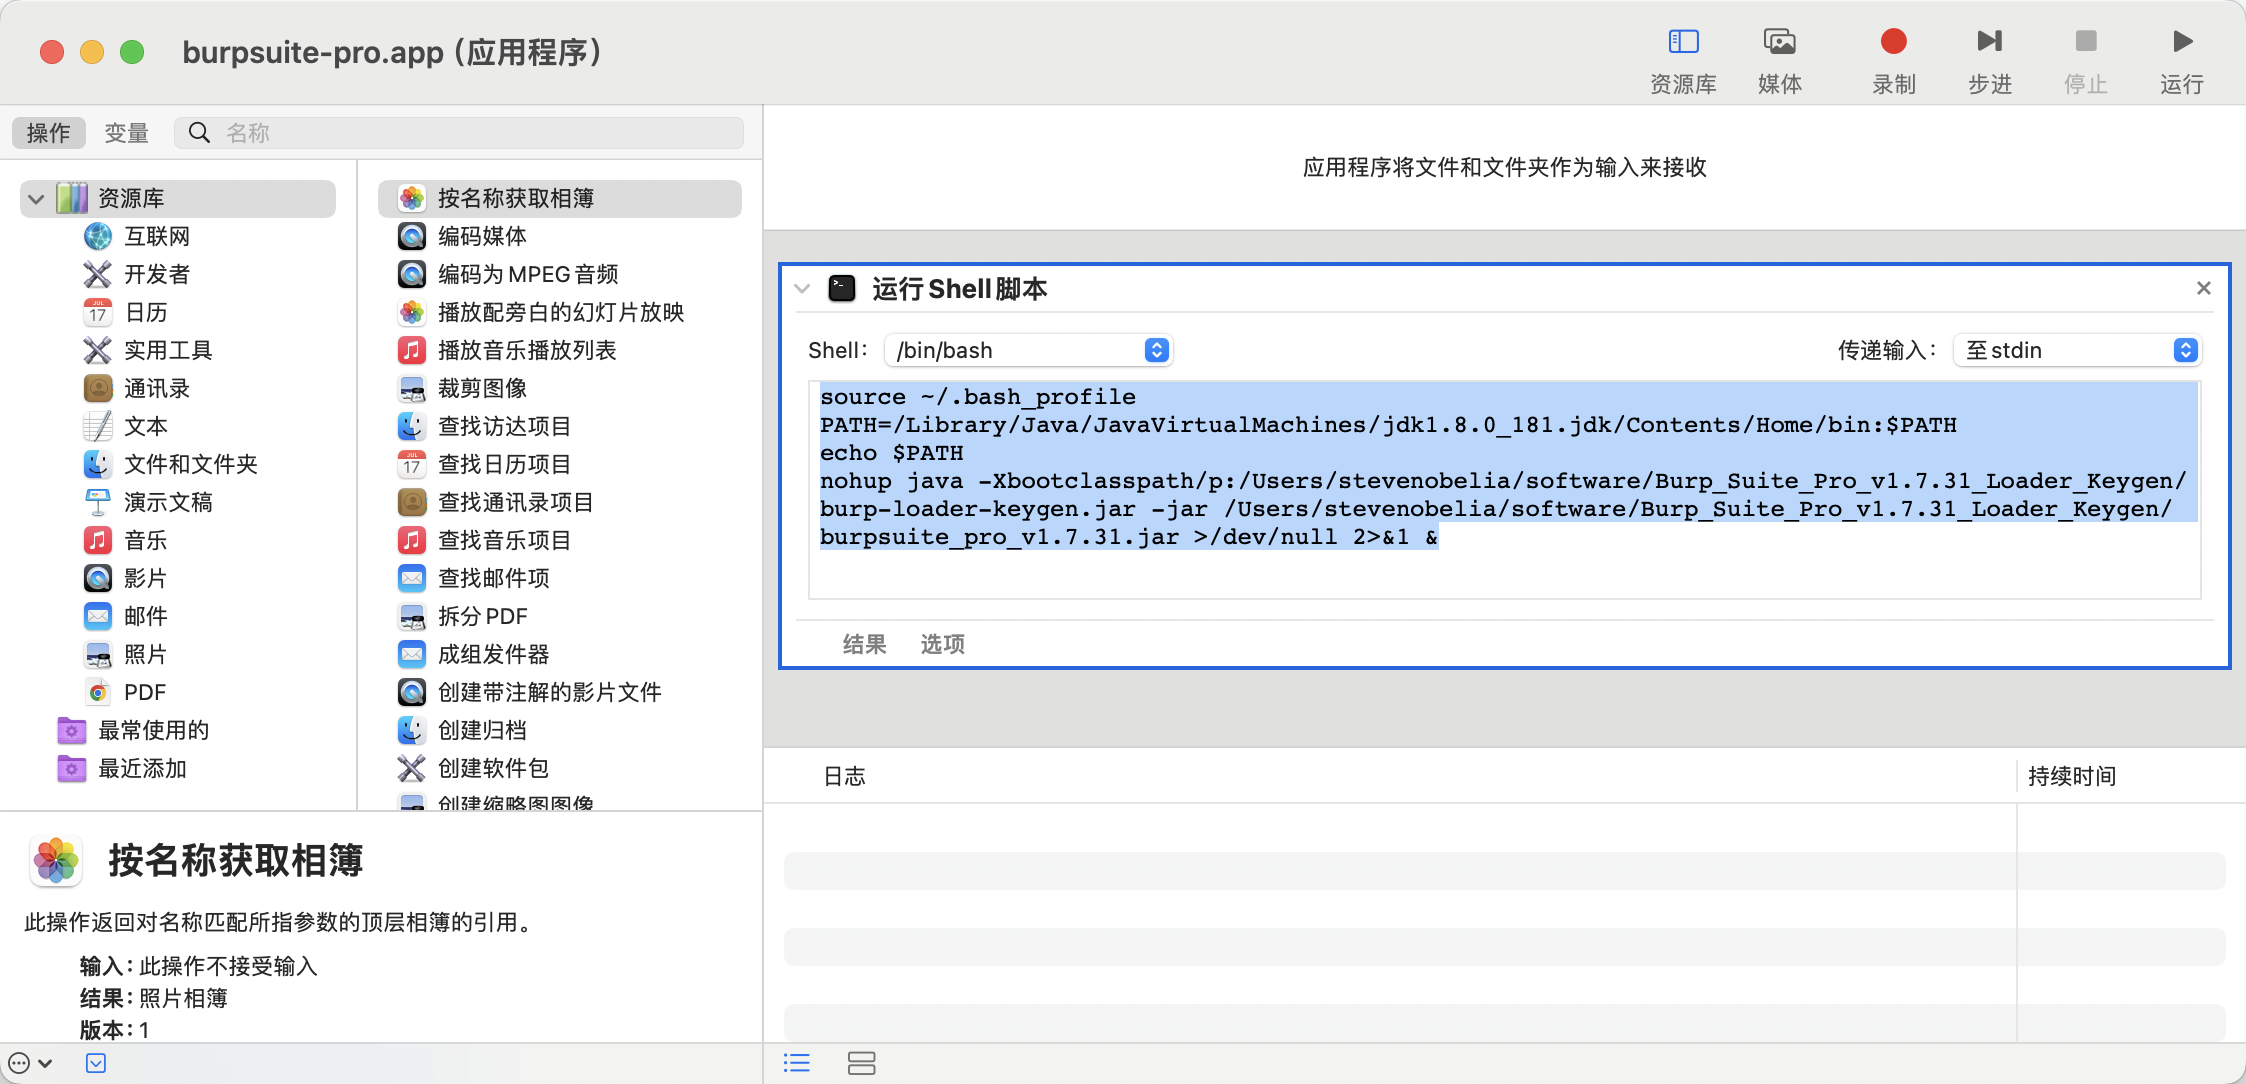 burpsuite-pro.app (应用程序)
资源库
媒体
录制
步进
停止
运行
操作
变量
名称
资源库
互联网
开发者
JUL
17
日历
实用工具
通讯录
文本
文件和文件夹
演示文稿
音乐
影片
邮件
照片
PDF
最常使用的
最近添加
按名称获取相簿
编码媒体
编码为 MPEG 音频
播放配旁白的幻灯片放映
播放音乐播放列表
裁剪图像
查找访达项目
JUL
17
查找日历项目
查找通讯录项目
查找音乐项目
查找邮件项
拆分 PDF
成组发件器
创建带注解的影片文件
创建归档
创建软件包
创建缩略图图像
按名称获取相簿
此操作返回对名称匹配所指参数的顶层相簿的引用。
输入：此操作不接受输入
结果：照片相簿
版本：1
应用程序将文件和文件夹作为输入来接收
运行 Shell 脚本
Shell： /bin/bash 传递输入： 至 stdin
source ~/.bash_profile
PATH=/Library/Java/JavaVirtualMachines/jdk1.8.0_181.jdk/Contents/Home/bin:$PATH
echo $PATH
nohup java -Xbootclasspath/p:/Users/stevenobelia/software/Burp_Suite_Pro_v1.7.31_Loader_Keygen/
burp-loader-keygen.jar -jar /Users/stevenobelia/software/Burp_Suite_Pro_v1.7.31_Loader_Keygen/
burpsuite_pro_v1.7.31.jar >/dev/null 2>&1 &
结果 选项
日志 持续时间